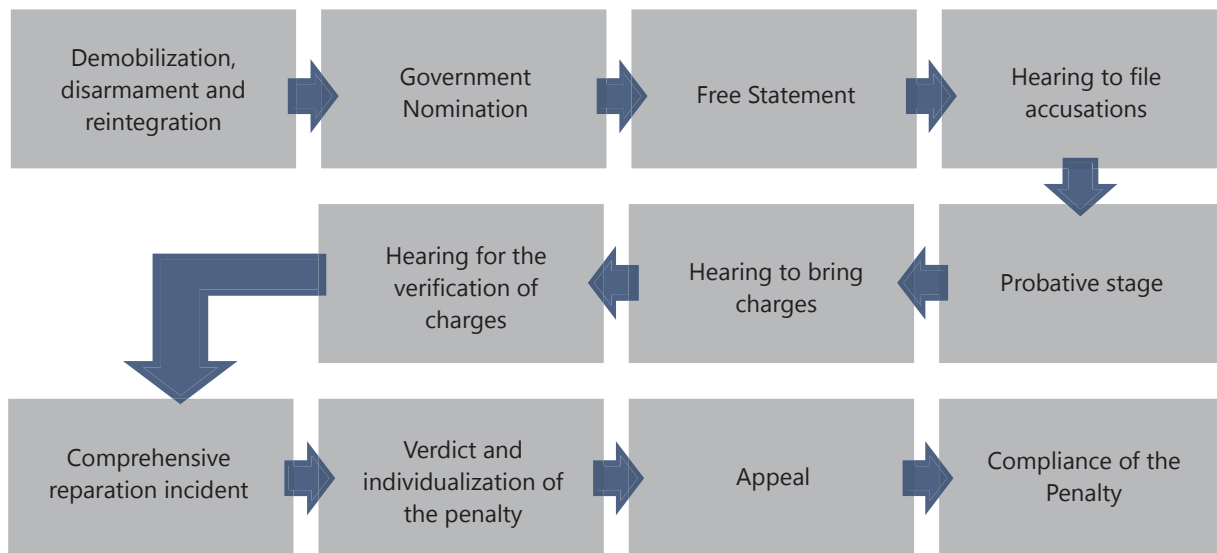 Demobilization,
disarmament and
reintegration
Government
Nomination
Free Statement
Hearing to file
accusations
Probative stage
Hearing to bring
charges
Hearing for the
verification of
charges
Comprehensive
reparation incident
Verdict and
individualization of
the penalty
Appeal
Compliance of the
Penalty